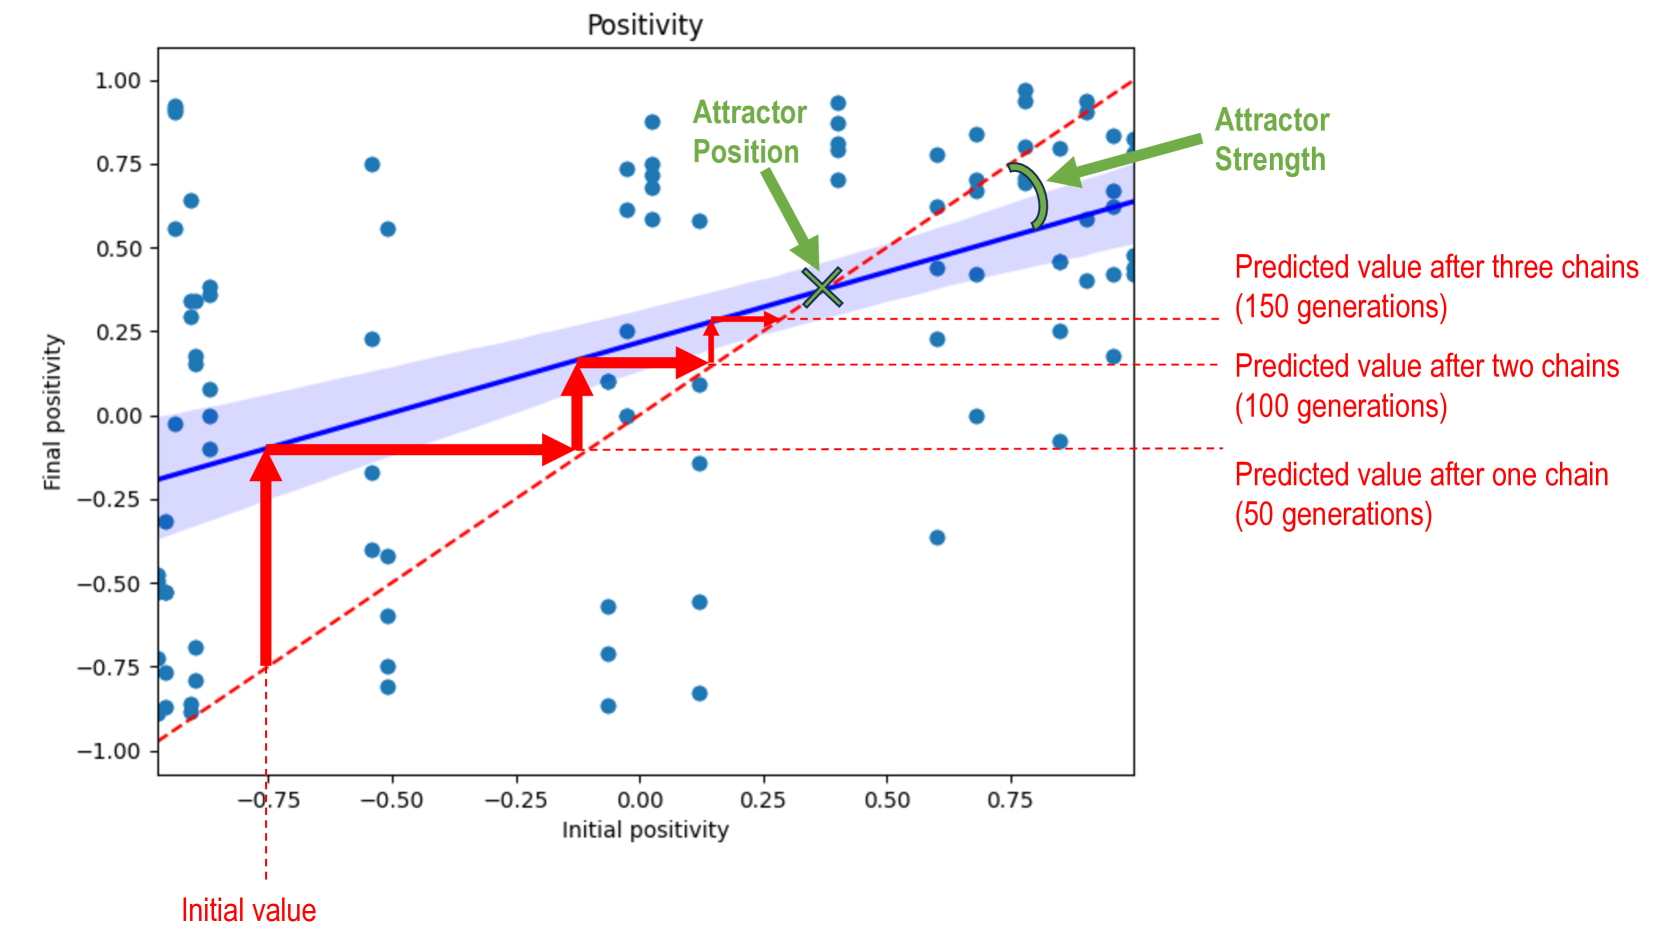 Positivity
Attractor
Position
Attractor
Strength
1.00
0.75
0.50
0.25
0.00
−0.25
−0.50
−0.75
−1.00
Final positivity
Predicted value after three chains
(150 generations)
Predicted value after two chains
(100 generations)
Predicted value after one chain
(50 generations)
−0.75 −0.50 −0.25 0.00 0.25 0.50 0.75
Initial positivity
Initial value